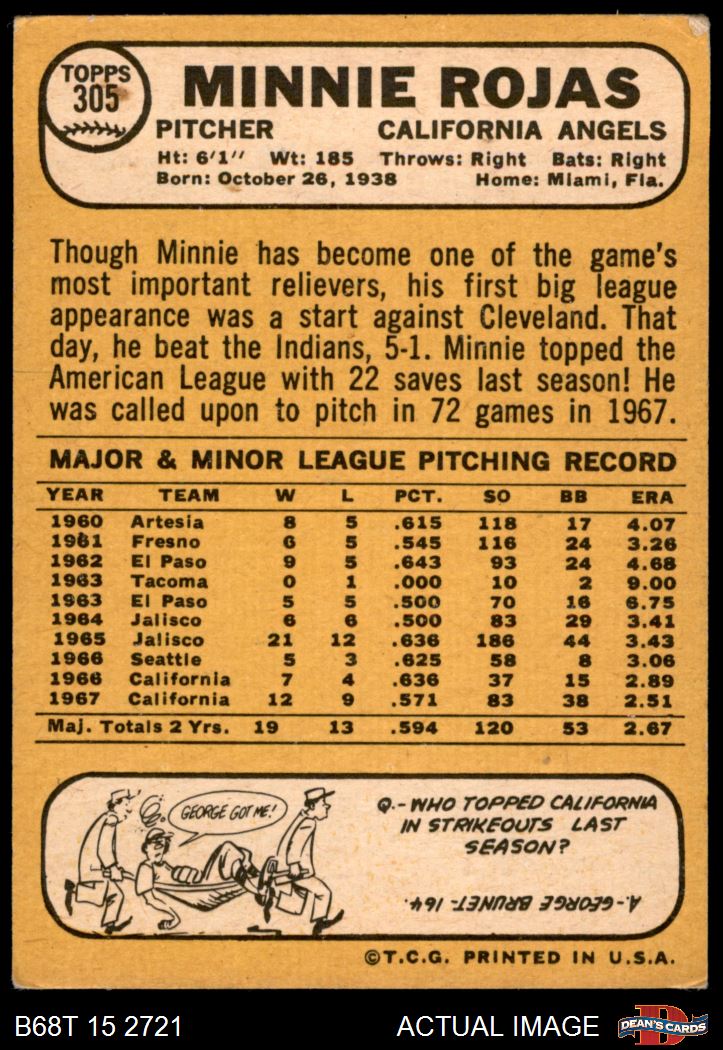 TOPPS
305
MINNIE ROJAS
PITCHER CALIFORNIA ANGELS
Ht: 6'1" Wt: 185 Throws: Right Bats: Right
Born: October 26, 1938 Home: Miami, Fla.
Though Minnie has become one of the game's
most important relievers, his first big league
appearance was a start against Cleveland. That
day, he beat the Indians, 5-1. Minnie topped the
American League with 22 saves last season! He
was called upon to pitch in 72 games in 1967.
MAJOR & MINOR LEAGUE PITCHING RECORD
YEAR TEAM W L PCT. SO BB ERA
1960 Artesia 8 5 .615 118 17 4.07
1961 Fresno 6 5 .545 116 24 3.26
1962 El Paso 9 5 .643 93 24 4.68
1963 Tacoma 0 1 .000 10 2 9.00
1963 El Paso 5 5 .500 70 16 6.75
1964 Jalisco 6 6 .500 83 29 3.41
1965 Jalisco 21 12 .636 186 44 3.43
1966 Seattle 5 3 .625 58 8 3.06
1966 California 7 4 .636 37 15 2.89
1967 California 12 9 .571 83 38 2.51
Maj. Totals 2 Yrs. 19 13 .594 120 53 2.67
GEORGE GOT ME!
Q.-WHO TOPPED CALIFORNIA
IN STRIKEOUTS LAST
SEASON?
A.-GEORGE BRUNET-164.
©T.C.G. PRINTED IN U.S.A.
B68T 15 2721 ACTUAL IMAGE
D
DEAN'S CARDS